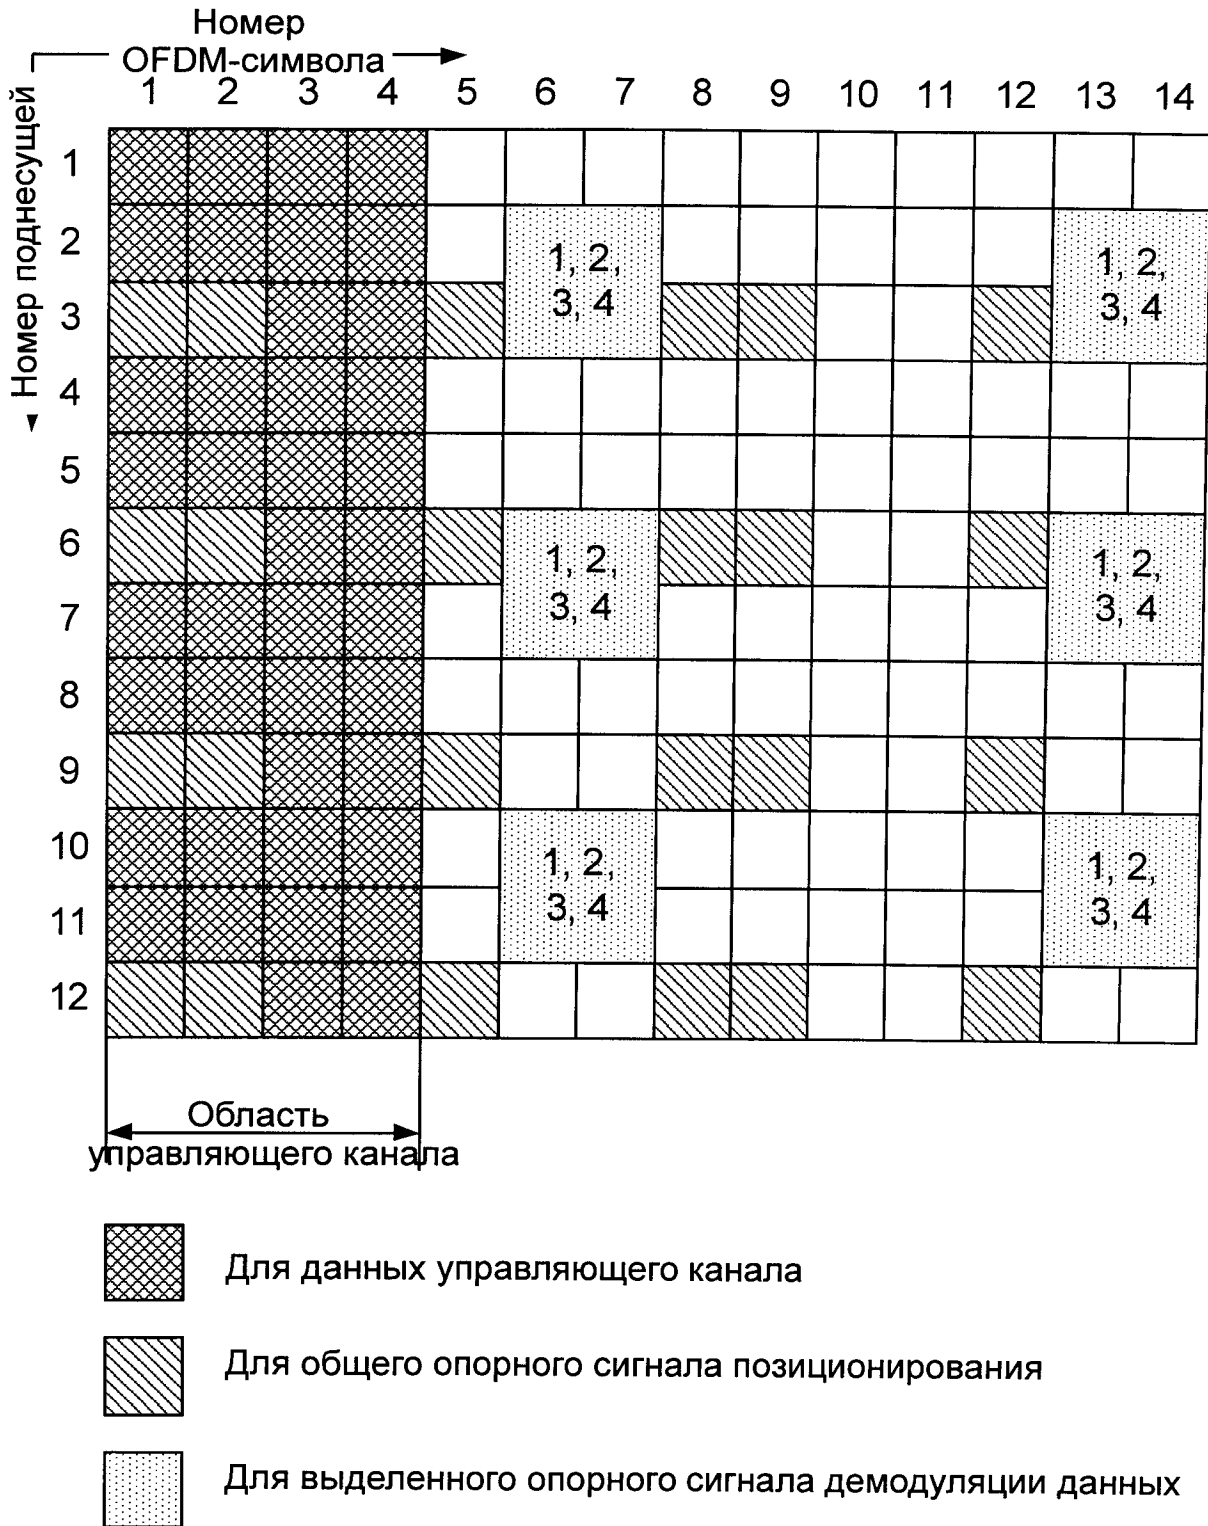 Номер
OFDM-символа
1 2 3 4 5 6 7 8 9 10 11 12 13 14
Номер поднесущей
1
2
1, 2,
3, 4
1, 2,
3, 4
3
4
5
6
1, 2,
3, 4
1, 2,
3, 4
7
8
9
10
1, 2,
3, 4
1, 2,
3, 4
11
12
Область
управляющего канала
Для данных управляющего канала
Для общего опорного сигнала позиционирования
Для выделенного опорного сигнала демодуляции данных